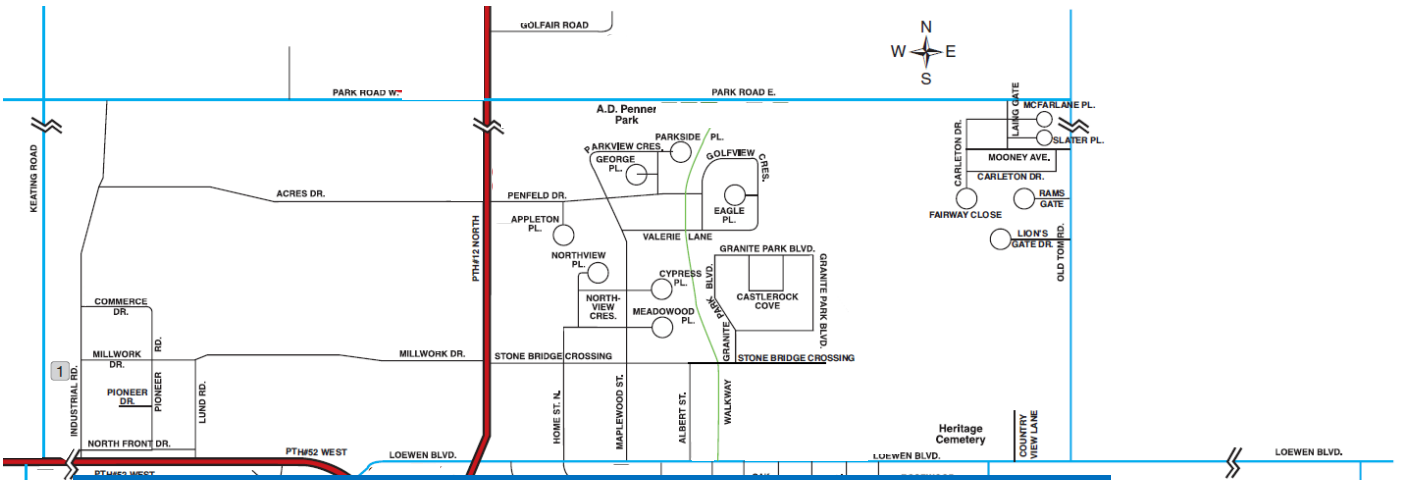 GOLFAIR ROAD
N
W
E
S
PARK ROAD W.
PARK ROAD E.
A.D. Penner
Park
LAING GATE
MCFARLANE PL.
SLATER PL.
CARLETON DR.
MOONEY AVE.
CARLETON DR.
KEATING ROAD
PARKSIDE PL.
PARKVIEW CRES.
GEORGE
PL.
GOLFVIEW CRES.
ACRES DR.
PENFELD DR.
EAGLE
PL.
RAMS
GATE
FAIRWAY CLOSE
APPLETON
PL.
VALERIE LANE
LION'S
GATE DR.
OLD TOM RD.
PTH#12 NORTH
NORTHVIEW
PL.
GRANITE PARK BLVD.
CYPRESS
PL.
GRANITE PARK BLVD.
GRANITE PARK BLVD.
CASTLEROCK
COVE
NORTH-
VIEW
CRES.
MEADOWOOD
PL.
COMMERCE
DR.
MILLWORK
DR.
MILLWORK DR.
STONE BRIDGE CROSSING
STONE BRIDGE CROSSING
1
INDUSTRIAL RD.
PIONEER
DR.
PIONEER RD.
LUND RD.
HOME ST. N.
MAPLEWOOD ST.
ALBERT ST.
WALKWAY
Heritage
Cemetery
COUNTRY
VIEW LANE
NORTH FRONT DR.
PTH#52 WEST
LOEWEN BLVD.
LOEWEN BLVD.
LOEWEN BLVD.
PTH#52 WEST